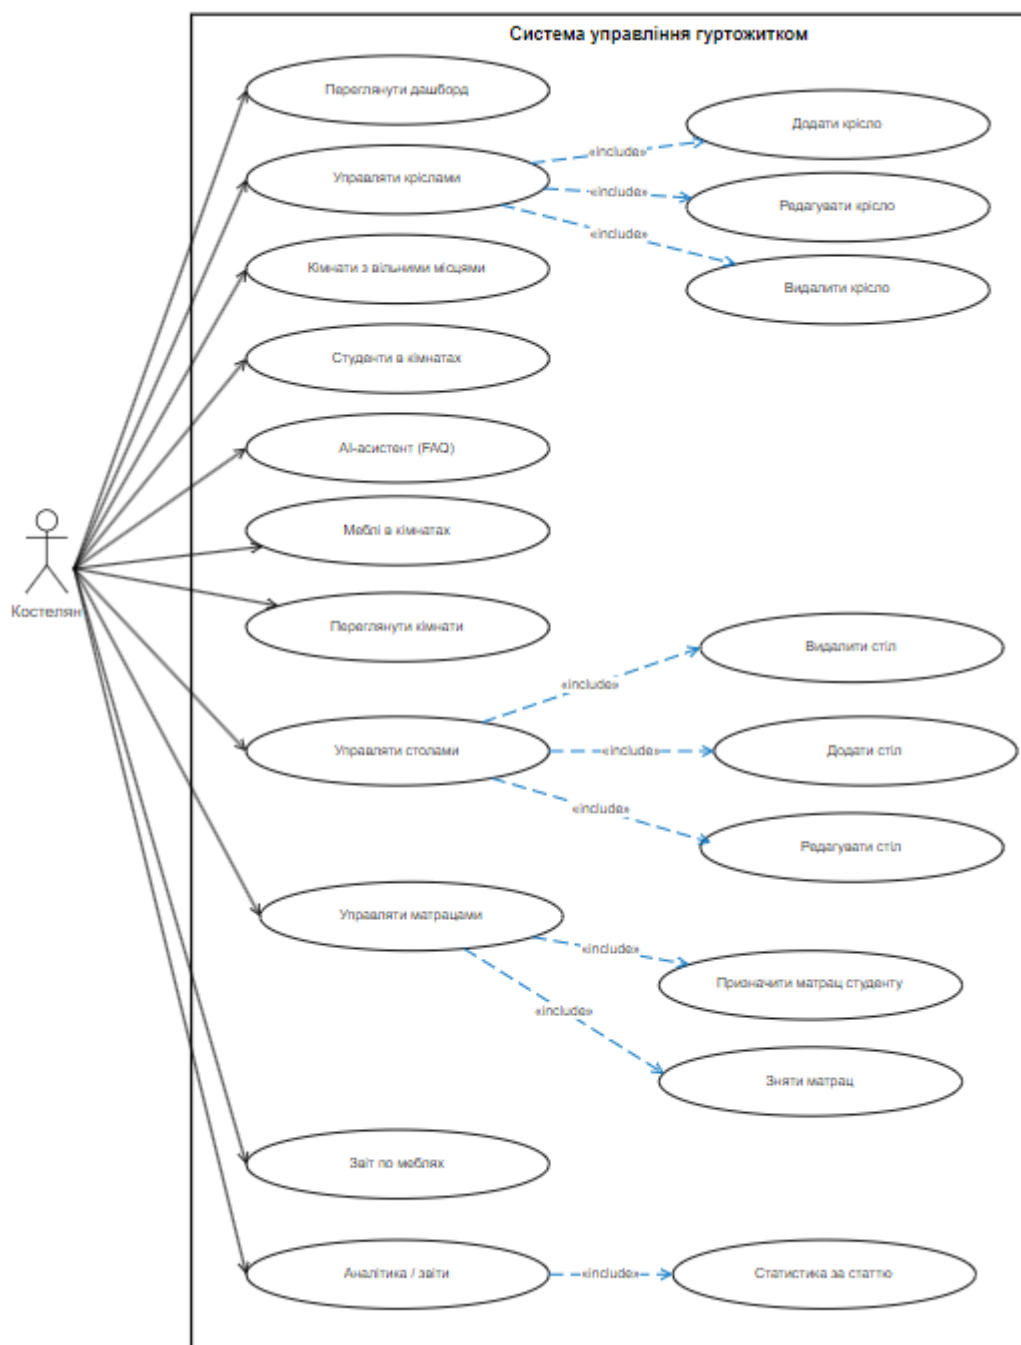 Система управління гуртожитком
Переглянути дашборд
Додати крісло
«include»
Управляти кріслами
«include»
Редагувати крісло
«include»
Кімнати з вільними місцями
Видалити крісло
Студенти в кімнатах
AI-асистент (FAQ)
Меблі в кімнатах
Костелян
Переглянути кімнати
Видалити стіл
«include»
Управляти столами
«include»
Додати стіл
«include»
Редагувати стіл
Управляти матрацами
«include»
Призначити матрац студенту
«include»
Зняти матрац
Звіт по меблях
Аналітика / звіти
«include»
Статистика за статтю